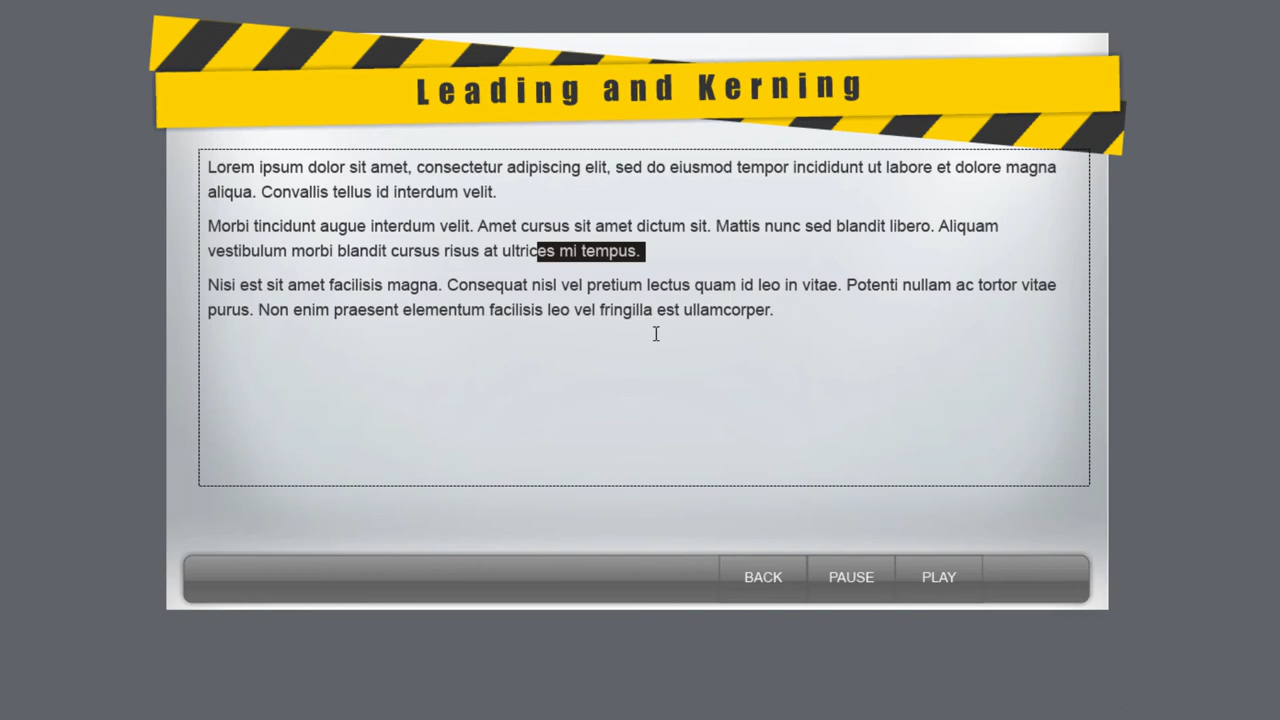 Leading and Kerning
Lorem ipsum dolor sit amet, consectetur adipiscing elit, sed do eiusmod tempor incididunt ut labore et dolore magna
aliqua. Convallis tellus id interdum velit.
Morbi tincidunt augue interdum velit. Amet cursus sit amet dictum sit. Mattis nunc sed blandit libero. Aliquam
vestibulum morbi blandit cursus risus at ultrices mi tempus.
Nisi est sit amet facilisis magna. Consequat nisl vel pretium lectus quam id leo in vitae. Potenti nullam ac tortor vitae
purus. Non enim praesent elementum facilisis leo vel fringilla est ullamcorper.
BACK PAUSE PLAY